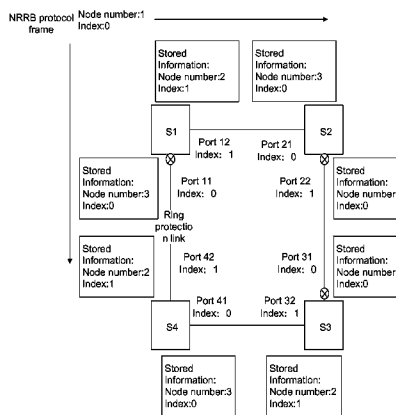 NRRB protocol
frame
Node number:1
Index:0
Stored
Information:
Node number:2
Index:1
Stored
Information:
Node number:3
Index:0
S1
S2
Port 12
Index: 1
Port 21
Index: 0
Stored
Information:
Node number:3
Index:0
Port 11
Index: 0
Port 22
Index: 1
Stored
Information:
Node number
Index:0
Ring
protectio
n link
Stored
Information:
Node number:2
Index:1
Port 42
Index: 1
Port 31
Index: 0
Stored
Information:
Node number
Index:0
Port 41
Index: 0
Port 32
Index: 1
S4
S3
Stored
Information:
Node number:3
Index:0
Stored
Information:
Node number:2
Index:1